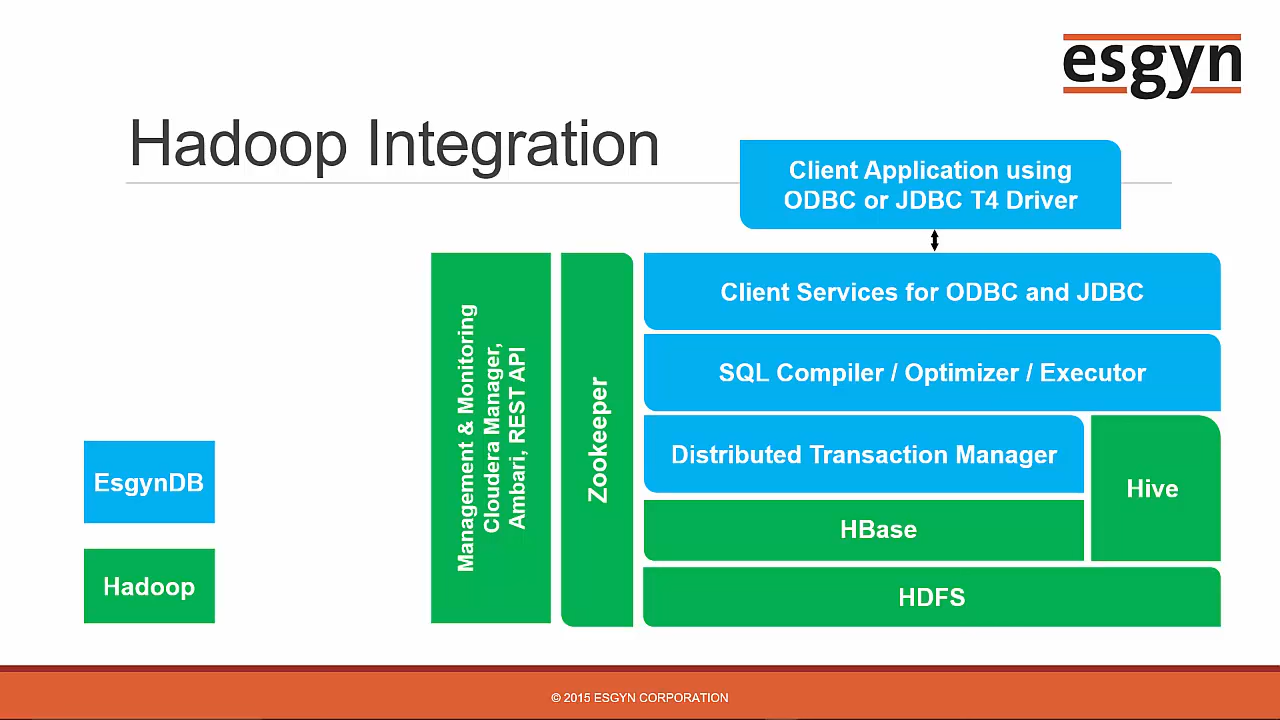 esgyn
Hadoop Integration
Client Application using
ODBC or JDBC T4 Driver
Management & Monitoring
Cloudera Manager,
Ambari, REST API
Zookeeper
Client Services for ODBC and JDBC
SQL Compiler / Optimizer / Executor
Distributed Transaction Manager
Hive
HBase
HDFS
EsgynDB
Hadoop
© 2015 ESGYN CORPORATION